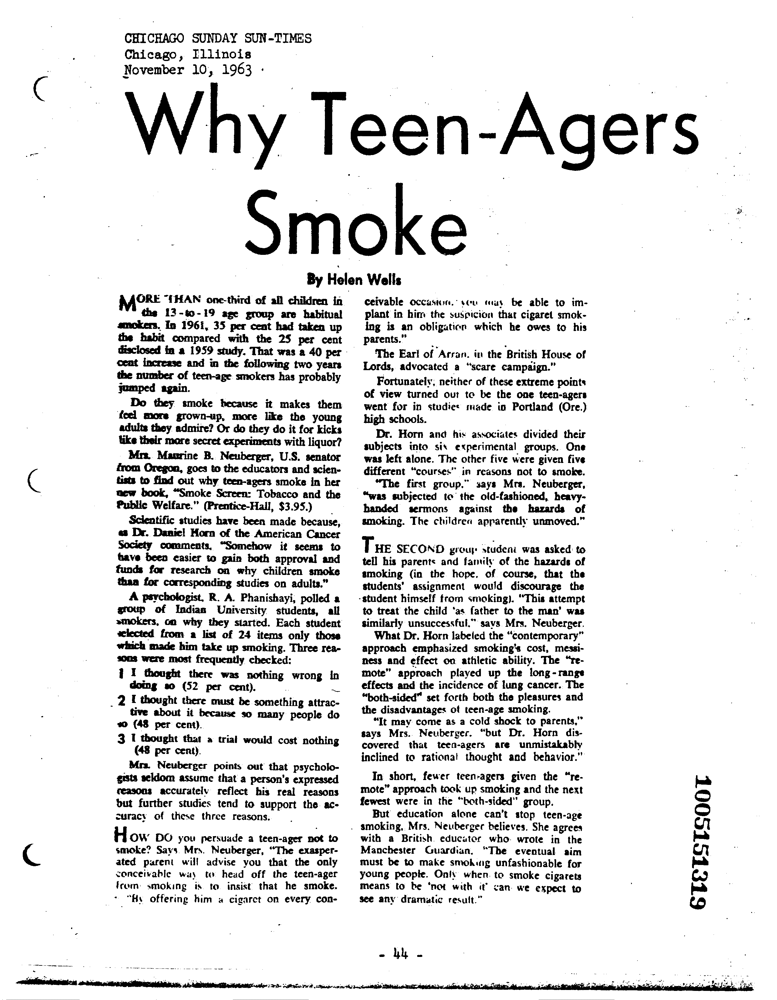 CHICHAGO SUNDAY SUN-TIMES
Chicago, Illinois
November 10, 1963
Why Teen-Agers
Smoke
By Helen Wells
MORE THAN one-third of all children in
the 13-to-19 age group are habitual
smokers. In 1961, 35 per cent had taken up
the habit compared with the 25 per cent
disclosed in a 1959 study. That was a 40 per
cent increase and in the following two years
the number of teen-age smokers has probably
jumped again.
Do they smoke because it makes them
feel more grown-up, more like the young
adults they admire? Or do they do it for kicks
like their more secret experiments with liquor?
Mrs. Maurine B. Neuberger, U.S. senator
from Oregon, goes to the educators and scien-
tists to find out why teen-agers smoke in her
new book, "Smoke Screen: Tobacco and the
Public Welfare." (Prentice-Hall, $3.95.)
Scientific studies have been made because,
as Dr. Daniel Horn of the American Cancer
Society comments, "Somehow it seems to
have been easier to gain both approval and
funds for research on why children smoke
than for corresponding studies on adults."
A psychologist, R. A. Phanishayi, polled a
group of Indian University students, all
smokers, on why they started. Each student
selected from a list of 24 items only those
which made him take up smoking. Three rea-
sons were most frequently checked:
1 I thought there was nothing wrong in
doing so (52 per cent).
2 I thought there must be something attrac-
tive about it because so many people do
so (48 per cent).
3 I thought that a trial would cost nothing
(48 per cent).
Mrs. Neuberger points out that psycholo-
gists seldom assume that a person's expressed
reasons accurately reflect his real reasons
but further studies tend to support the ac-
curacy of these three reasons.
HOW DO you persuade a teen-ager not to
smoke? Says Mrs. Neuberger, "The exasper-
ated parent will advise you that the only
conceivable way to head off the teen-ager
from smoking is to insist that he smoke.
"By offering him a cigaret on every con-
ceivable occasion, you may be able to im-
plant in him the suspicion that cigaret smok-
ing is an obligation which he owes to his
parents."
The Earl of Arran, in the British House of
Lords, advocated a "scare campaign."
Fortunately, neither of these extreme points
of view turned out to be the one teen-agers
went for in studies made in Portland (Ore.)
high schools.
Dr. Horn and his associates divided their
subjects into six experimental groups. One
was left alone. The other five were given five
different "courses" in reasons not to smoke.
"The first group," says Mrs. Neuberger,
"was subjected to the old-fashioned, heavy-
handed sermons against the hazards of
smoking. The children apparently unmoved."
THE SECOND group student was asked to
tell his parents and family of the hazards of
smoking (in the hope, of course, that the
students' assignment would discourage the
student himself from smoking). "This attempt
to treat the child 'as father to the man' was
similarly unsuccessful," says Mrs. Neuberger.
What Dr. Horn labeled the "contemporary"
approach emphasized smoking's cost, messi-
ness and effect on athletic ability. The "re-
mote" approach played up the long-range
effects and the incidence of lung cancer. The
"both-sided" set forth both the pleasures and
the disadvantages of teen-age smoking.
"It may come as a cold shock to parents,"
says Mrs. Neuberger, "but Dr. Horn dis-
covered that teen-agers are unmistakably
inclined to rational thought and behavior."
In short, fewer teen-agers given the "re-
mote" approach took up smoking and the next
fewest were in the "both-sided" group.
But education alone can't stop teen-age
smoking, Mrs. Neuberger believes. She agrees
with a British educator who wrote in the
Manchester Guardian, "The eventual aim
must be to make smoking unfashionable for
young people. Only when to smoke cigarets
means to be 'not with it' can we expect to
see any dramatic result."
1005151319
- 44 -